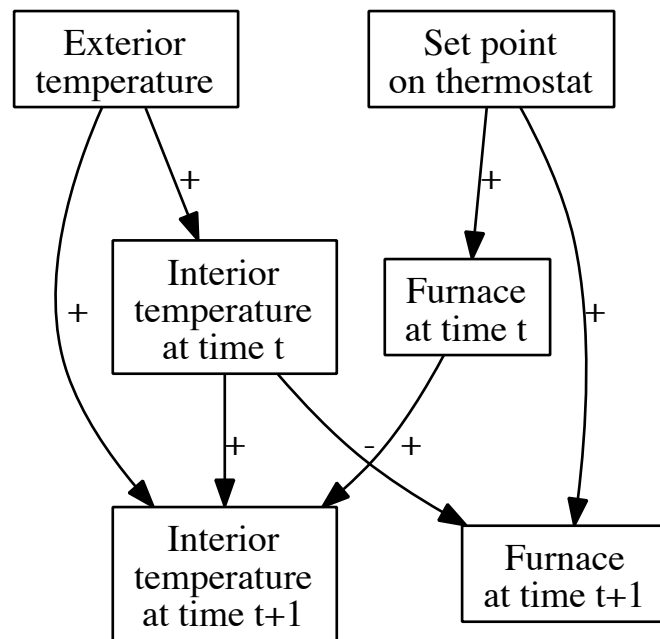 Exterior
temperature
Set point
on thermostat
+
+
Interior
temperature
at time t
Furnace
at time t
+
+
+
-
+
Interior
temperature
at time t+1
Furnace
at time t+1